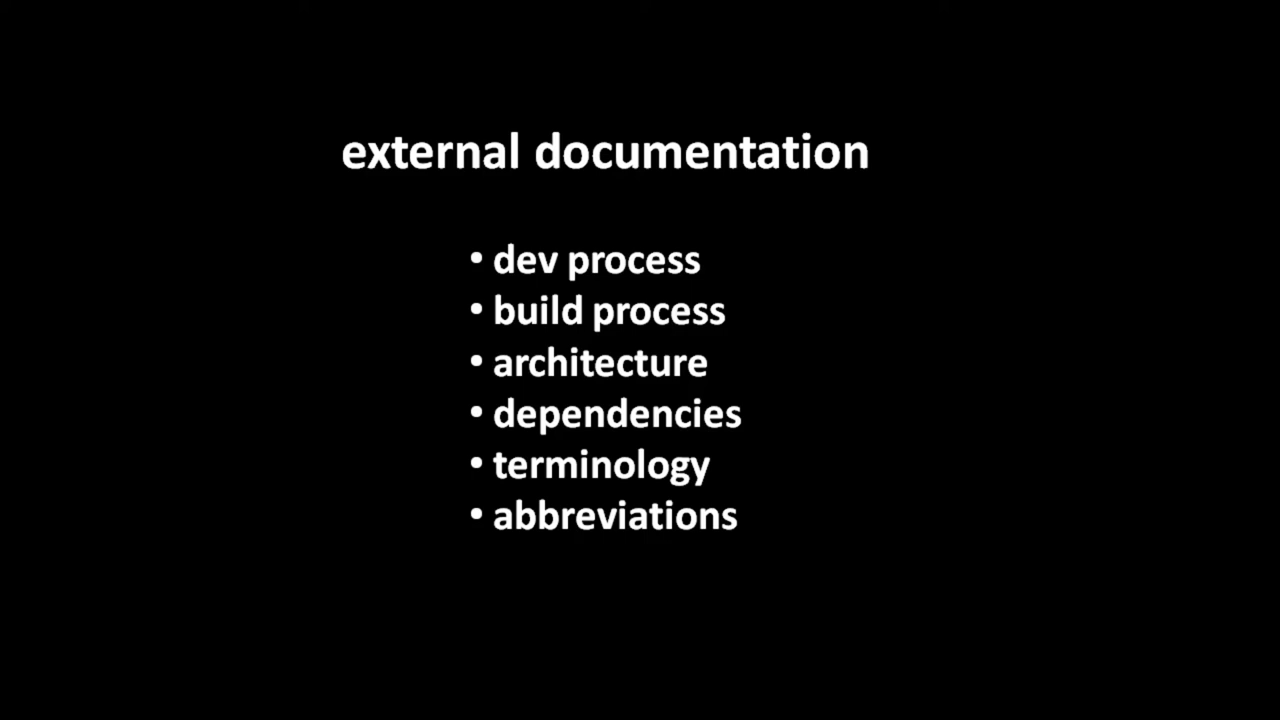 external documentation
• dev process
• build process
• architecture
• dependencies
• terminology
• abbreviations